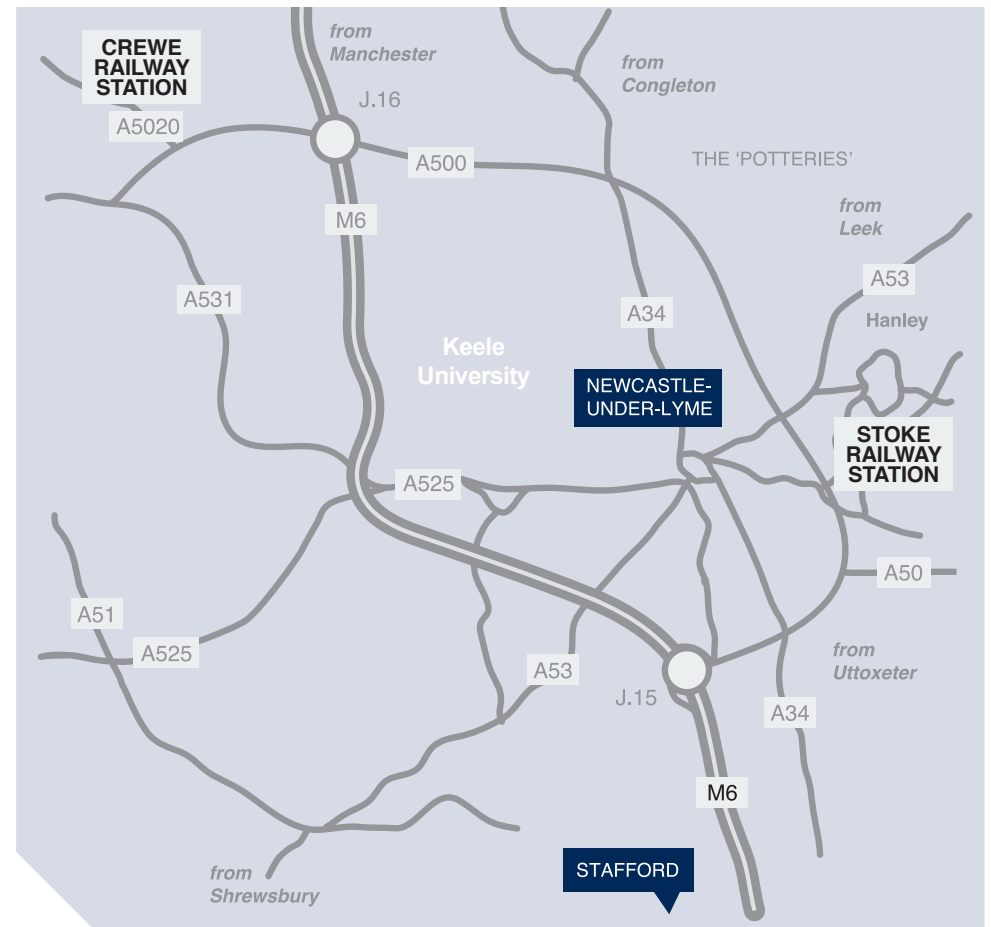 from
Manchester
CREWE
RAILWAY
STATION
from
Congleton
J.16
A5020
A500
THE ‘POTTERIES’
M6
from
Leek
A53
A531
A34
Hanley
Keele
University
NEWCASTLE-
UNDER-LYME
STOKE
RAILWAY
STATION
A525
A50
A51
A525
from
Uttoxeter
A53
J.15
A34
M6
STAFFORD
from
Shrewsbury